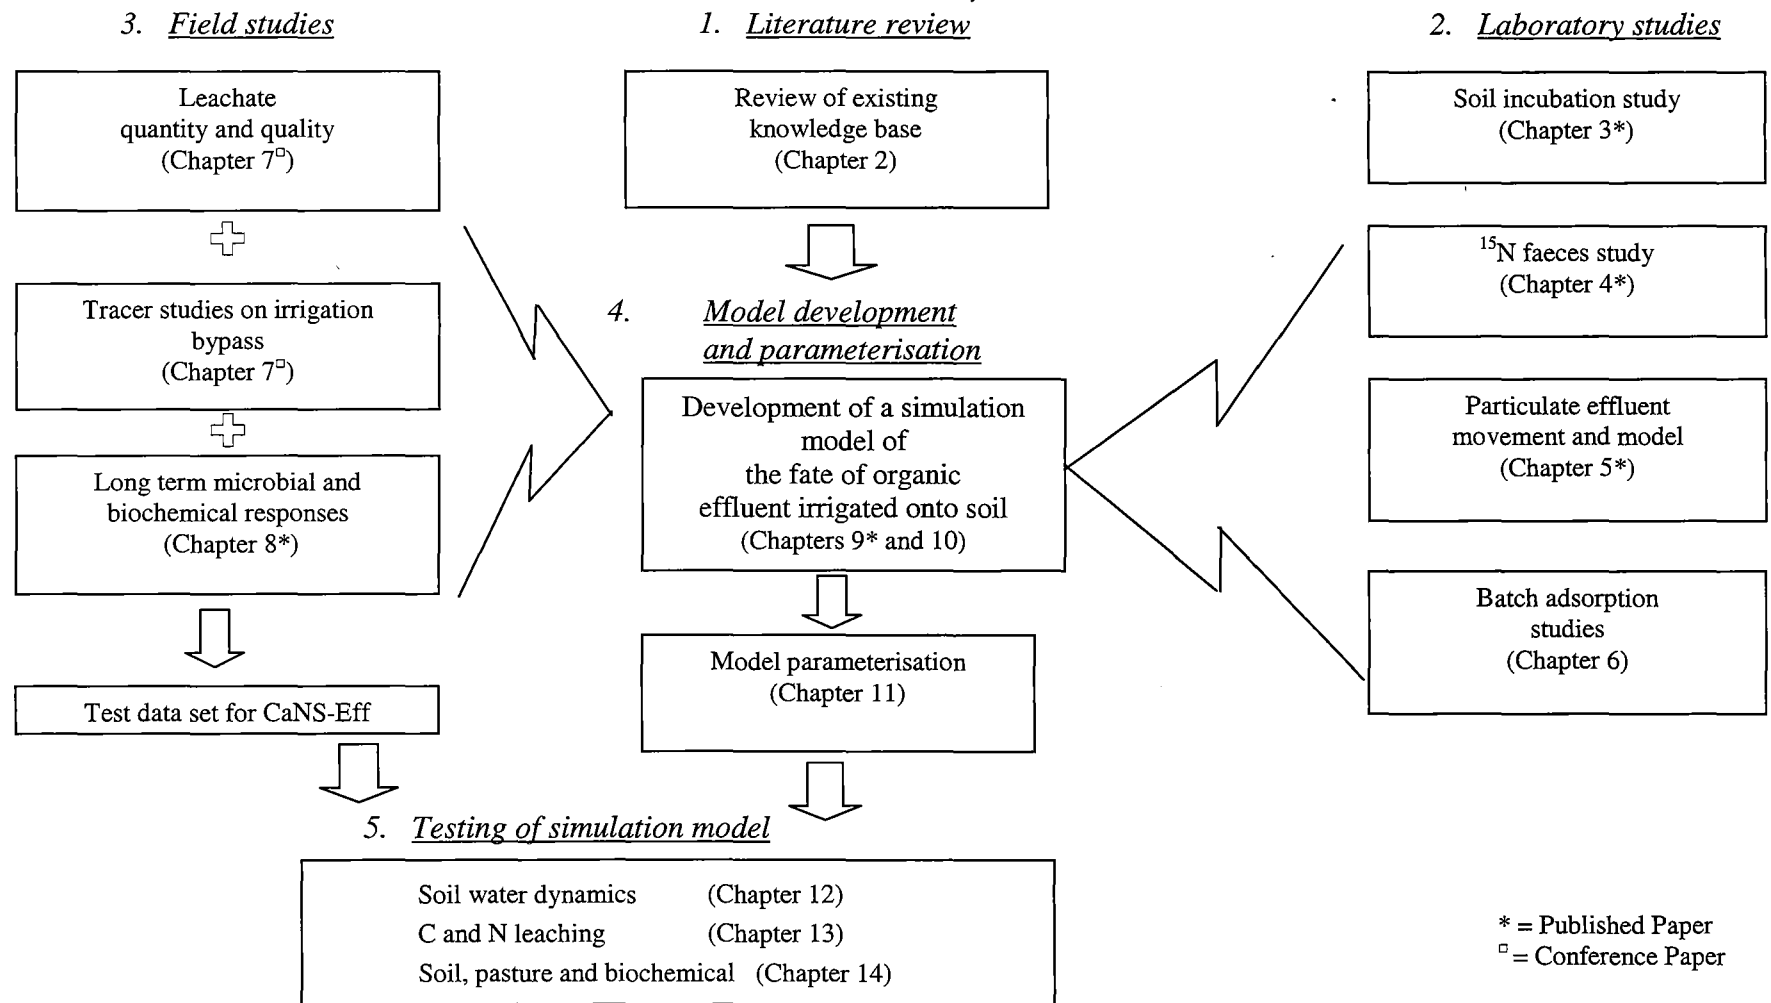 3. Field studies
Leachate
quantity and quality
(Chapter 7□)
Tracer studies on irrigation
bypass
(Chapter 7□)
Long term microbial and
biochemical responses
(Chapter 8*)
Test data set for CaNS-Eff
1. Literature review
Review of existing
knowledge base
(Chapter 2)
4. Model development
and parameterisation
Development of a simulation
model of
the fate of organic
effluent irrigated onto soil
(Chapters 9* and 10)
Model parameterisation
(Chapter 11)
2. Laboratory studies
Soil incubation study
(Chapter 3*)
15N faeces study
(Chapter 4*)
Particulate effluent
movement and model
(Chapter 5*)
Batch adsorption
studies
(Chapter 6)
5. Testing of simulation model
Soil water dynamics (Chapter 12)
C and N leaching (Chapter 13)
Soil, pasture and biochemical (Chapter 14)
* = Published Paper
□ = Conference Paper